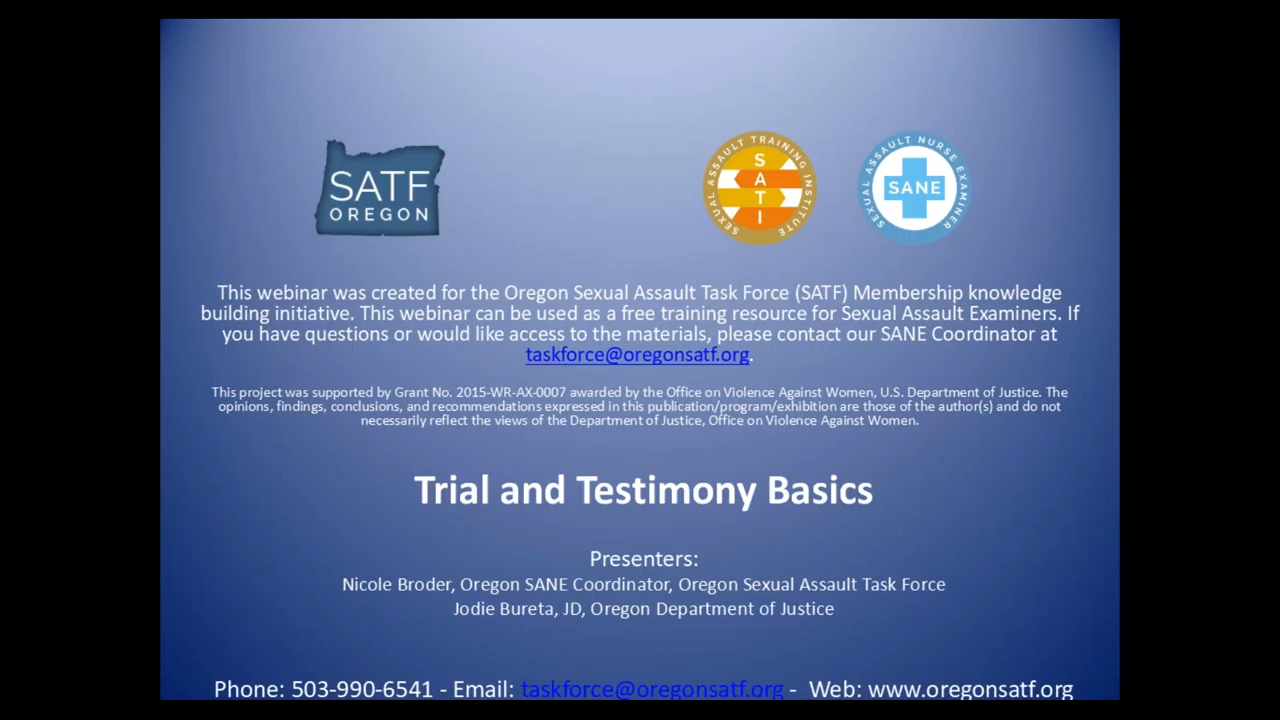 SATF
OREGON
SEXUAL ASSAULT TRAINING INSTITUTE
S
A
T
I
SEXUAL ASSAULT NURSE EXAMINER
SANE
This webinar was created for the Oregon Sexual Assault Task Force (SATF) Membership knowledge
building initiative. This webinar can be used as a free training resource for Sexual Assault Examiners. If
you have questions or would like access to the materials, please contact our SANE Coordinator at
taskforce@oregonsatf.org.
This project was supported by Grant No. 2015-WR-AX-0007 awarded by the Office on Violence Against Women, U.S. Department of Justice. The
opinions, findings, conclusions, and recommendations expressed in this publication/program/exhibition are those of the author(s) and do not
necessarily reflect the views of the Department of Justice, Office on Violence Against Women.
Trial and Testimony Basics
Presenters:
Nicole Broder, Oregon SANE Coordinator, Oregon Sexual Assault Task Force
Jodie Bureta, JD, Oregon Department of Justice
Phone: 503-990-6541 - Email: taskforce@oregonsatf.org - Web: www.oregonsatf.org